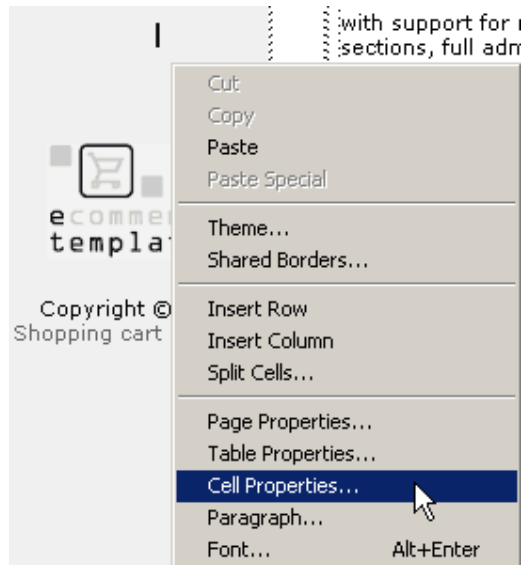 with support for
sections, full adm
Cut
Copy
Paste
Paste Special
ecommer
templa
Theme...
Shared Borders...
Copyright ©
Shopping cart
Insert Row
Insert Column
Split Cells...
Page Properties...
Table Properties...
Cell Properties...
Paragraph...
Font... Alt+Enter